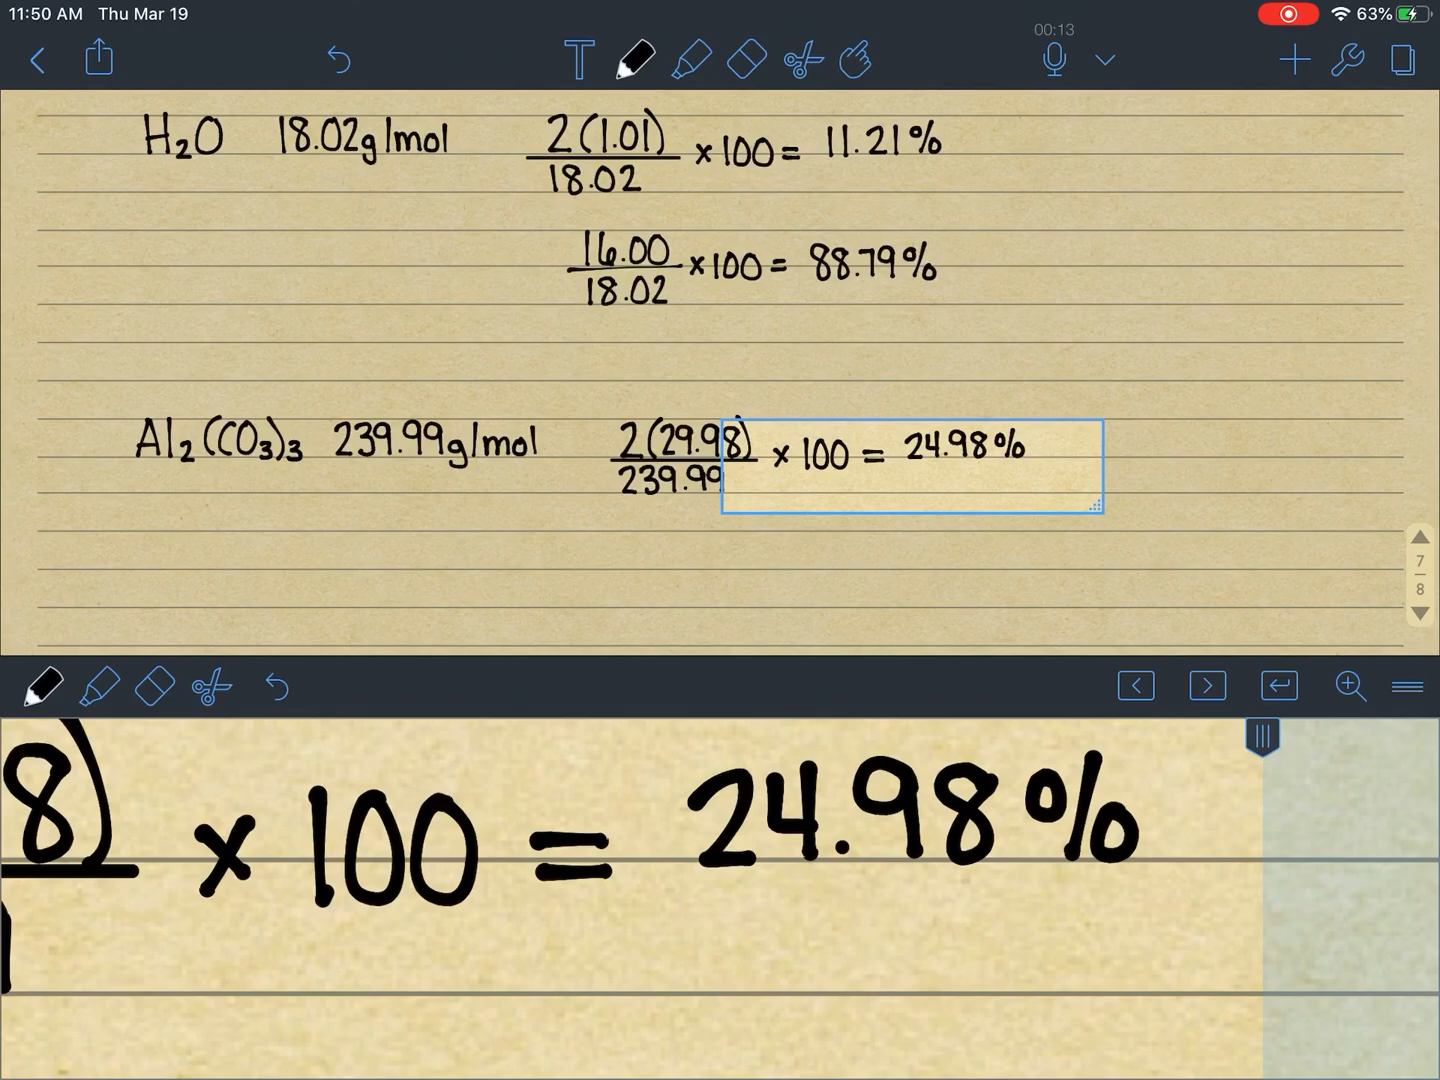 11:50 AM Thu Mar 19 63%
00:13
T
H₂O 18.02g/mol 2(1.01) ×100 = 11.21%
18.02
16.00 ×100 = 88.79%
18.02
Al₂(CO₃)₃ 239.99g/mol 2(29.98) × 100 = 24.98%
239.99
7
8
8) × 100 = 24.98%